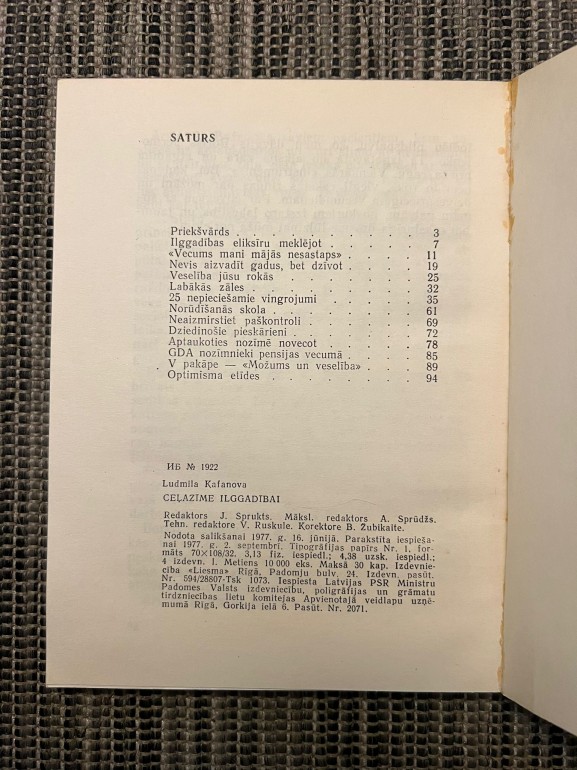 SATURS
Priekšvārds . . . . . . . . . 3
Ilggadības eliksīru meklējot . . . . . 7
«Vecums mani mājās nesastaps» . . . . 11
Nevis aizvadīt gadus, bet dzīvot . . . . 19
Veselība jūsu rokās . . . . . . . 25
Labākās zāles . . . . . . . . 32
25 nepieciešamie vingrojumi . . . . . 35
Norūdīšanās skola . . . . . . . 61
Neaizmirstiet paškontroli . . . . . . 69
Dziedinošie pieskārieni . . . . . . 72
Aptaukoties nozīmē novecot . . . . . 78
GDA nozīmnieki pensijas vecumā . . . . 85
V pakāpe — «Možums un veselība» . . . 89
Optimisma elīdes . . . . . . . . 94
ИБ № 1922
Ludmila Kafanova
CEĻAZĪME ILGGADĪBAI
Redaktors J. Sprukts. Māksl. redaktors A. Sprūdžs.
Tehn. redaktore V. Ruskule. Korektore B. Žubikaite.
Nodota salikšanai 1977. g. 16. jūnijā. Parakstīta iespieša-
nai 1977. g. 2. septembrī. Tipogrāfijas papīrs Nr. 1, for-
māts 70×108/32. 3,13 fiz. iespiedl.; 4,38 uzsk. iespiedl.;
4 izdevn. l. Metiens 10 000 eks. Maksā 30 kap. Izdevnie-
cība «Liesma» Rīgā, Padomju bulv. 24. Izdevn. pasūt.
Nr. 594/28807-Tsk 1073. Iespiesta Latvijas PSR Ministru
Padomes Valsts izdevniecību, poligrāfijas un grāmatu
tirdzniecības lietu komitejas Apvienotajā veidlapu uzņē-
mumā Rīgā, Gorkija ielā 6. Pasūt. Nr. 2071.